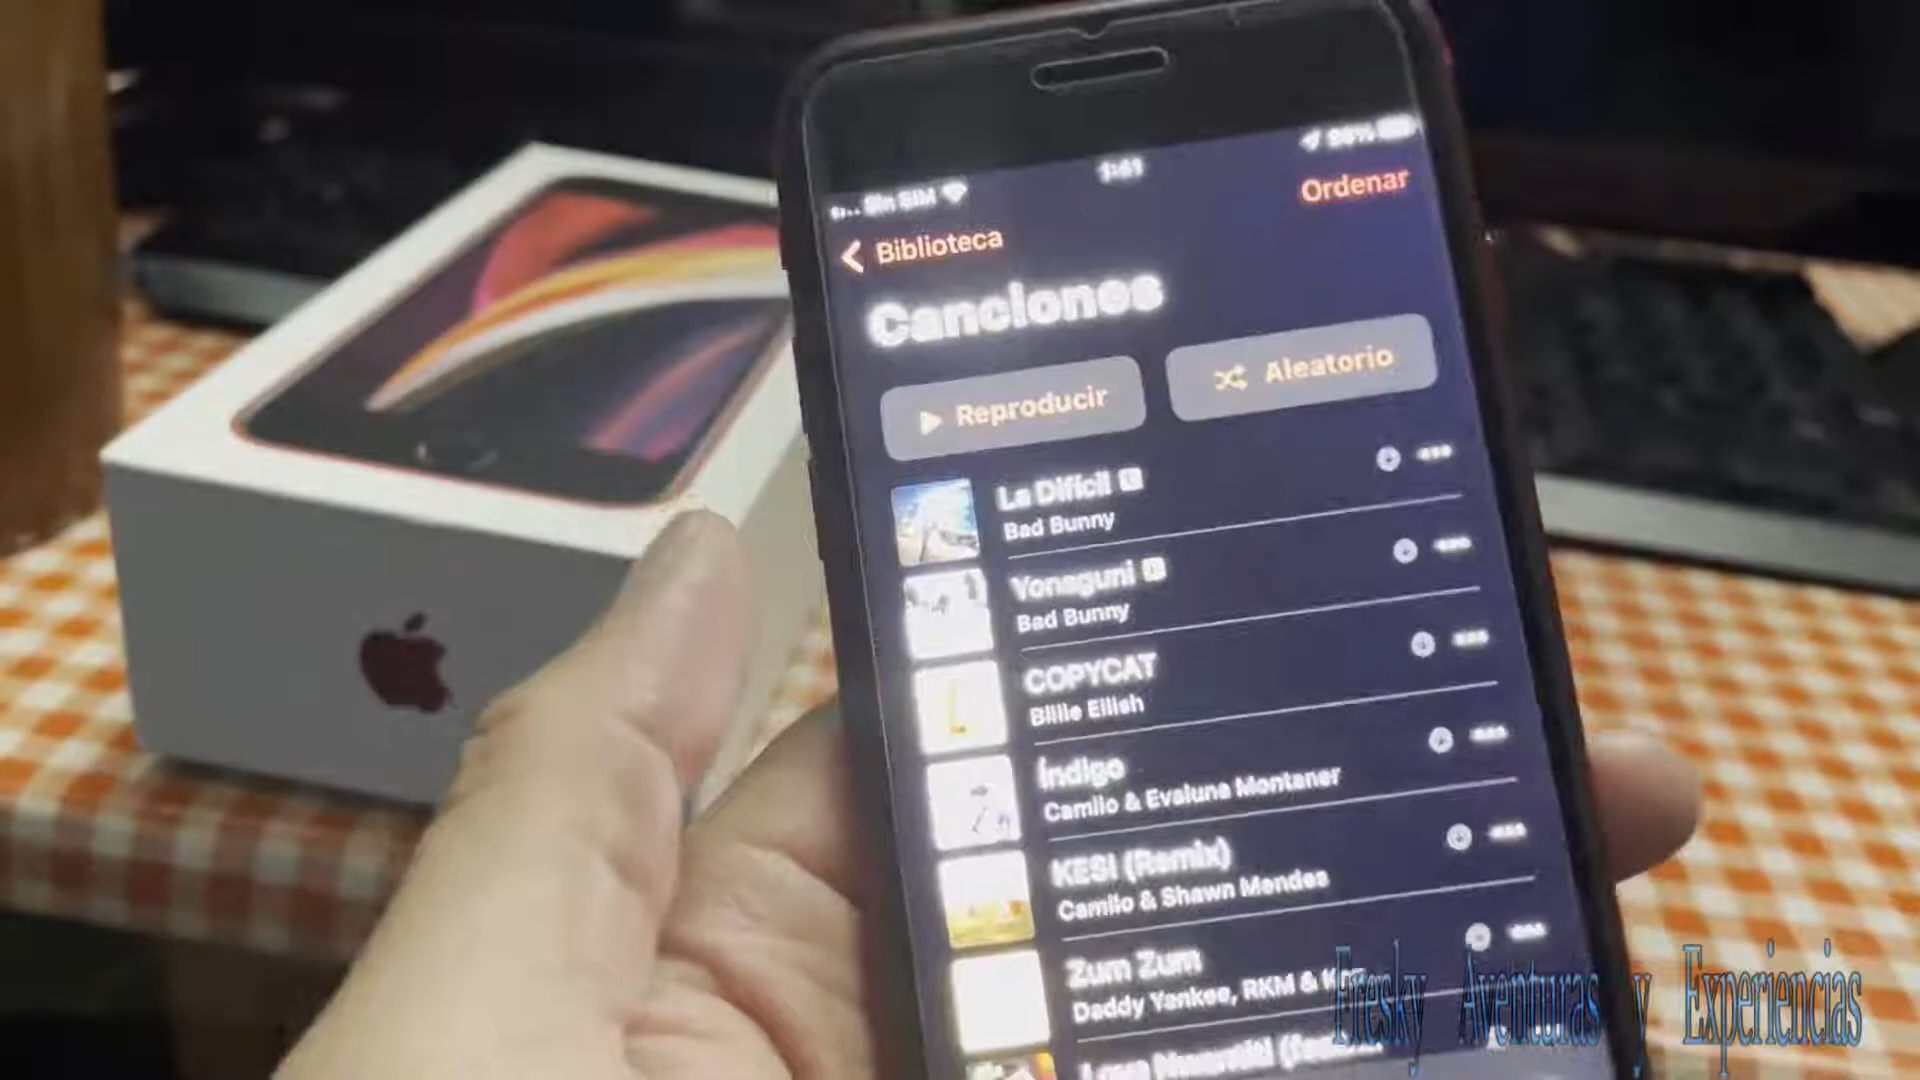 Sin SIM
Ordenar
Biblioteca
Canciones
Reproducir
Aleatorio
La Difícil E
Bad Bunny
Yonaguni E
Bad Bunny
COPYCAT
Billie Eilish
Índigo
Camilo & Evaluna Montaner
KESI (Remix)
Camilo & Shawn Mendes
Zum Zum
Daddy Yankee, RKM & K
Fresky Aventuras y Experiencias